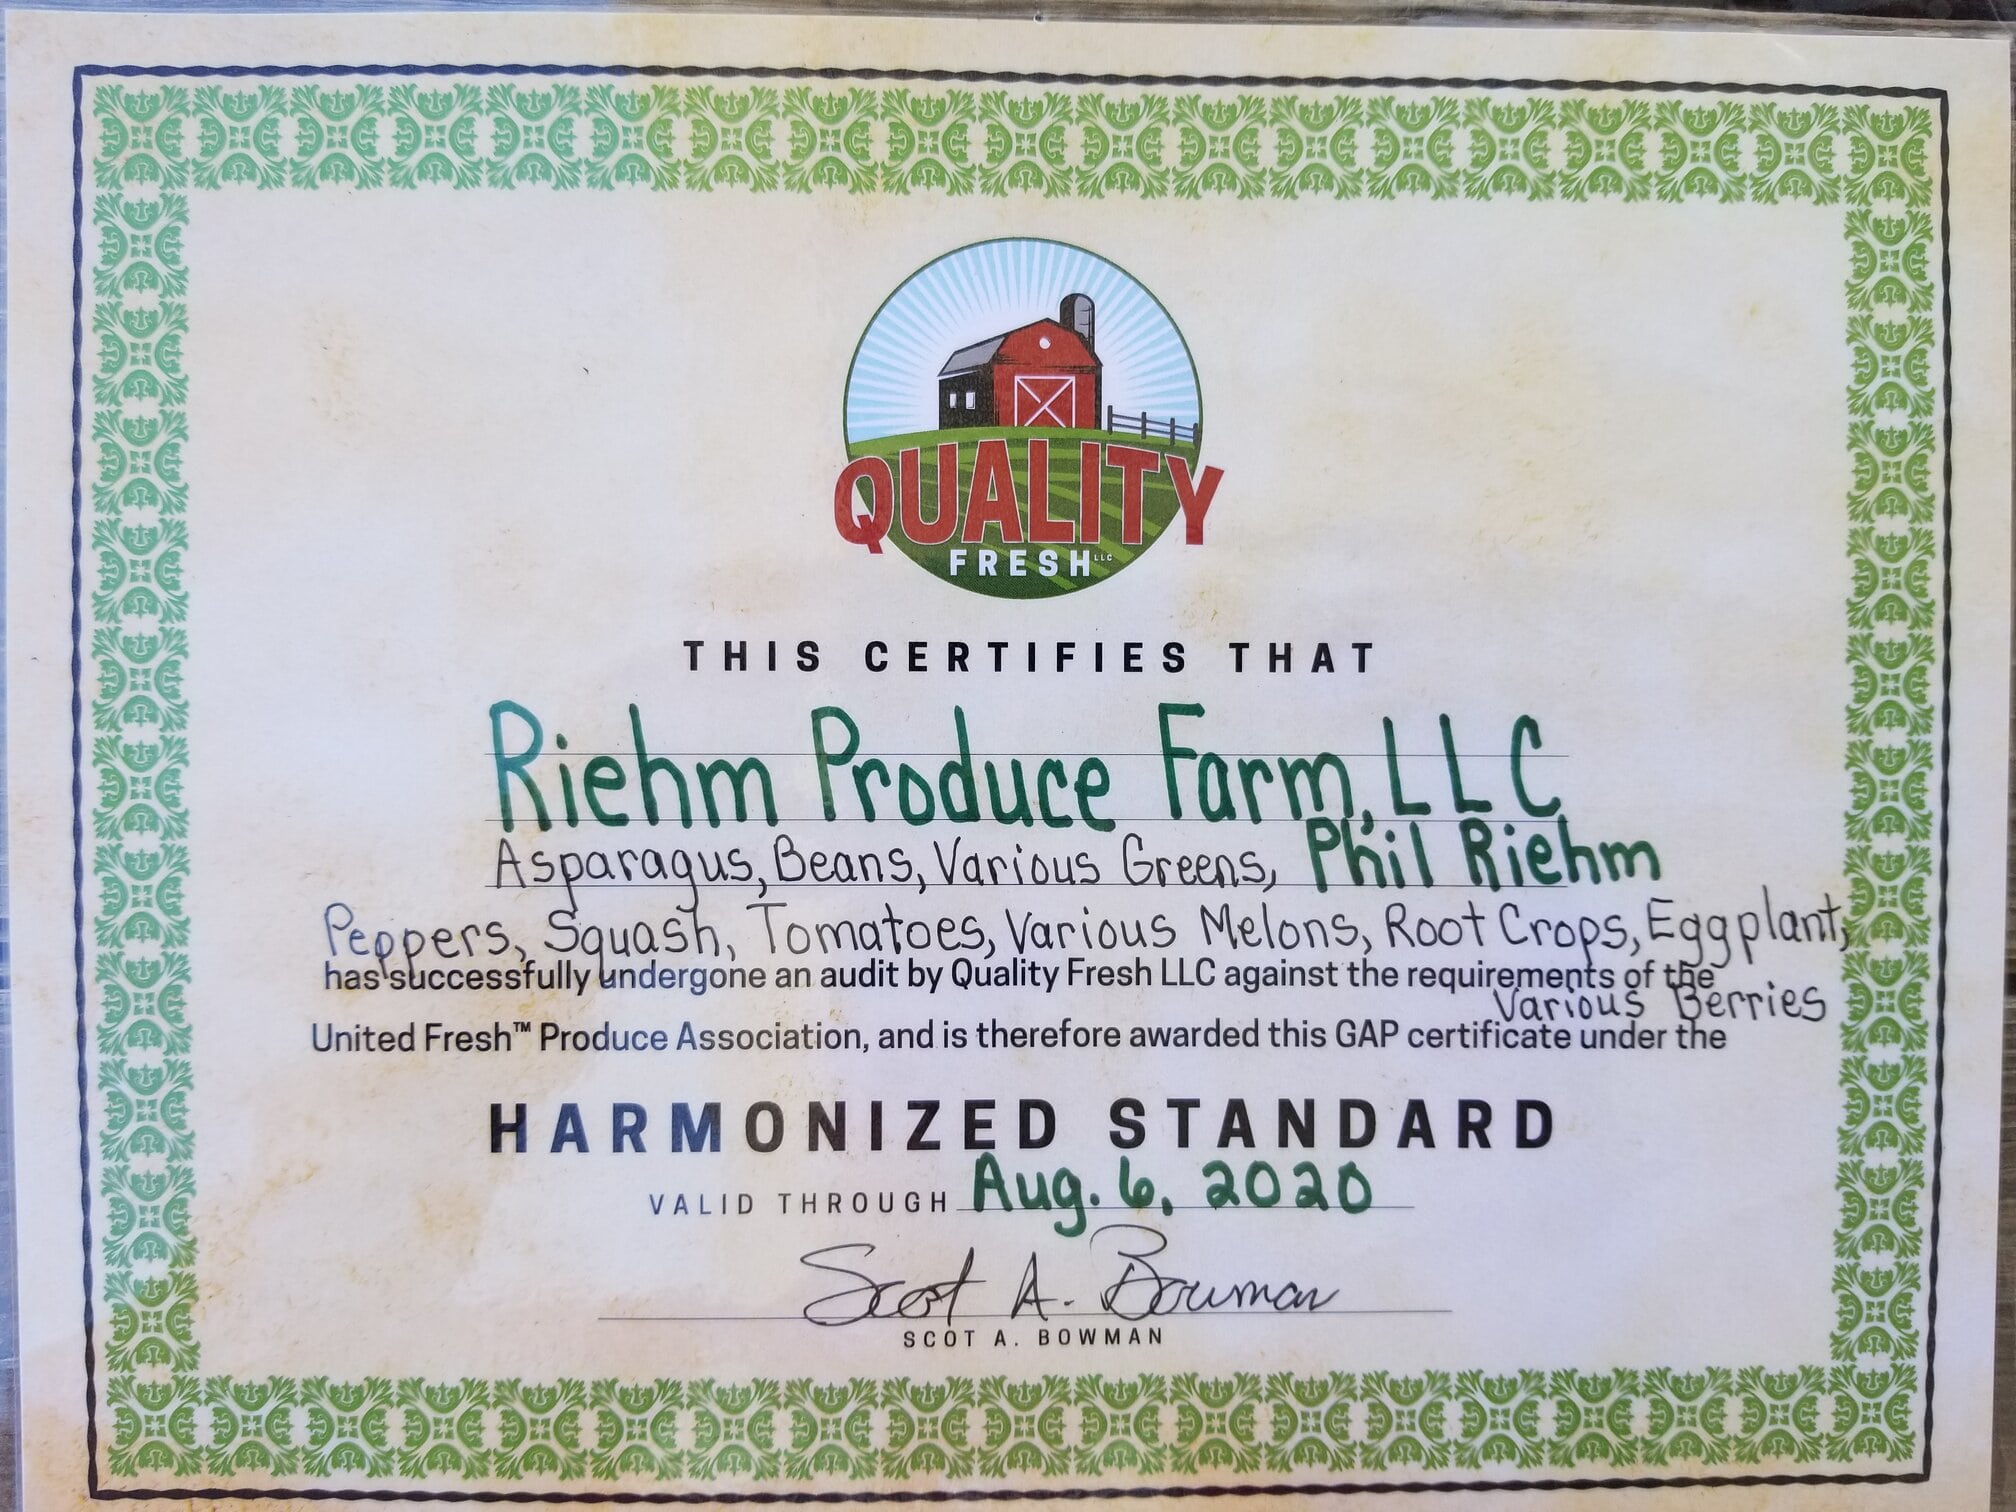 QUALITY
FRESH LLC
THIS CERTIFIES THAT
Riehm Produce Farm, LLC
Asparagus, Beans, Various Greens, Phil Riehm
Peppers, Squash, Tomatoes, Various Melons, Root Crops, Eggplant,
has successfully undergone an audit by Quality Fresh LLC against the requirements of the
Various Berries
United Fresh™ Produce Association, and is therefore awarded this GAP certificate under the
HARMONIZED STANDARD
VALID THROUGH Aug. 6, 2020
Scot A. Bowman
SCOT A. BOWMAN